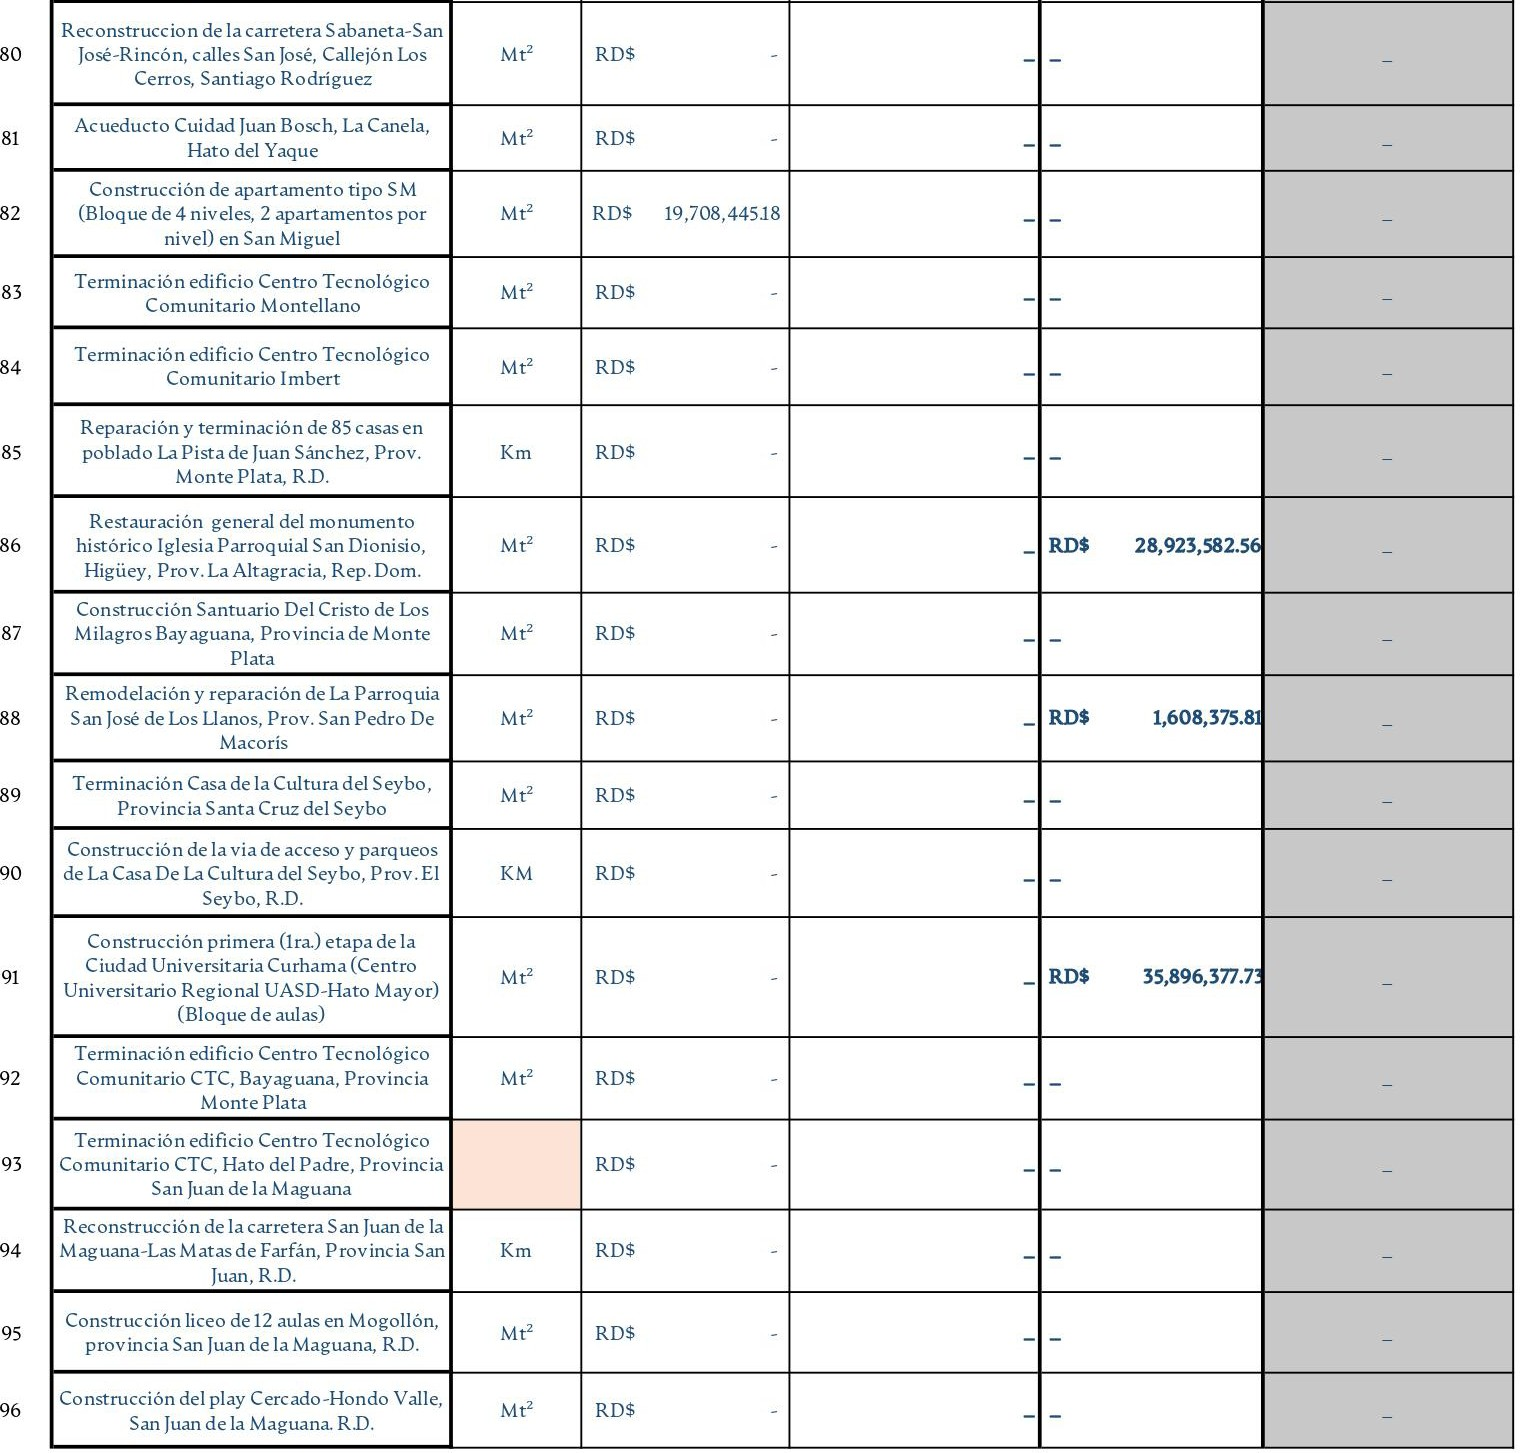 Reconstruccion de la carretera Sabaneta-San
80 José-Rincón, calles San José, Callejón Los Mt² RD$ - – – –
Cerros, Santiago Rodríguez
Acueducto Cuidad Juan Bosch, La Canela,
81 Mt² RD$ - – – –
Hato del Yaque
Construcción de apartamento tipo SM
82 (Bloque de 4 niveles, 2 apartamentos por Mt² RD$ 19,708,445.18 – – –
nivel) en San Miguel
Terminación edificio Centro Tecnológico
83 Mt² RD$ - – – –
Comunitario Montellano
Terminación edificio Centro Tecnológico
84 Mt² RD$ - – – –
Comunitario Imbert
Reparación y terminación de 85 casas en
85 poblado La Pista de Juan Sánchez, Prov. Km RD$ - – – –
Monte Plata, R.D.
Restauración general del monumento
86 histórico Iglesia Parroquial San Dionisio, Mt² RD$ - – RD$ 28,923,582.56 –
Higüey, Prov. La Altagracia, Rep. Dom.
Construcción Santuario Del Cristo de Los
87 Milagros Bayaguana, Provincia de Monte Mt² RD$ - – – –
Plata
Remodelación y reparación de La Parroquia
88 San José de Los Llanos, Prov. San Pedro De Mt² RD$ - – RD$ 1,608,375.81 –
Macorís
Terminación Casa de la Cultura del Seybo,
89 Mt² RD$ - – – –
Provincia Santa Cruz del Seybo
Construcción de la via de acceso y parqueos
90 de La Casa De La Cultura del Seybo, Prov. El KM RD$ - – – –
Seybo, R.D.
Construcción primera (1ra.) etapa de la
Ciudad Universitaria Curhama (Centro
91 Mt² RD$ - – RD$ 35,896,377.73 –
Universitario Regional UASD-Hato Mayor)
(Bloque de aulas)
Terminación edificio Centro Tecnológico
92 Comunitario CTC, Bayaguana, Provincia Mt² RD$ - – – –
Monte Plata
Terminación edificio Centro Tecnológico
93 Comunitario CTC, Hato del Padre, Provincia RD$ - – – –
San Juan de la Maguana
Reconstrucción de la carretera San Juan de la
94 Maguana-Las Matas de Farfán, Provincia San Km RD$ - – – –
Juan, R.D.
Construcción liceo de 12 aulas en Mogollón,
95 Mt² RD$ - – – –
provincia San Juan de la Maguana, R.D.
Construcción del play Cercado-Hondo Valle,
96 Mt² RD$ - – – –
San Juan de la Maguana. R.D.